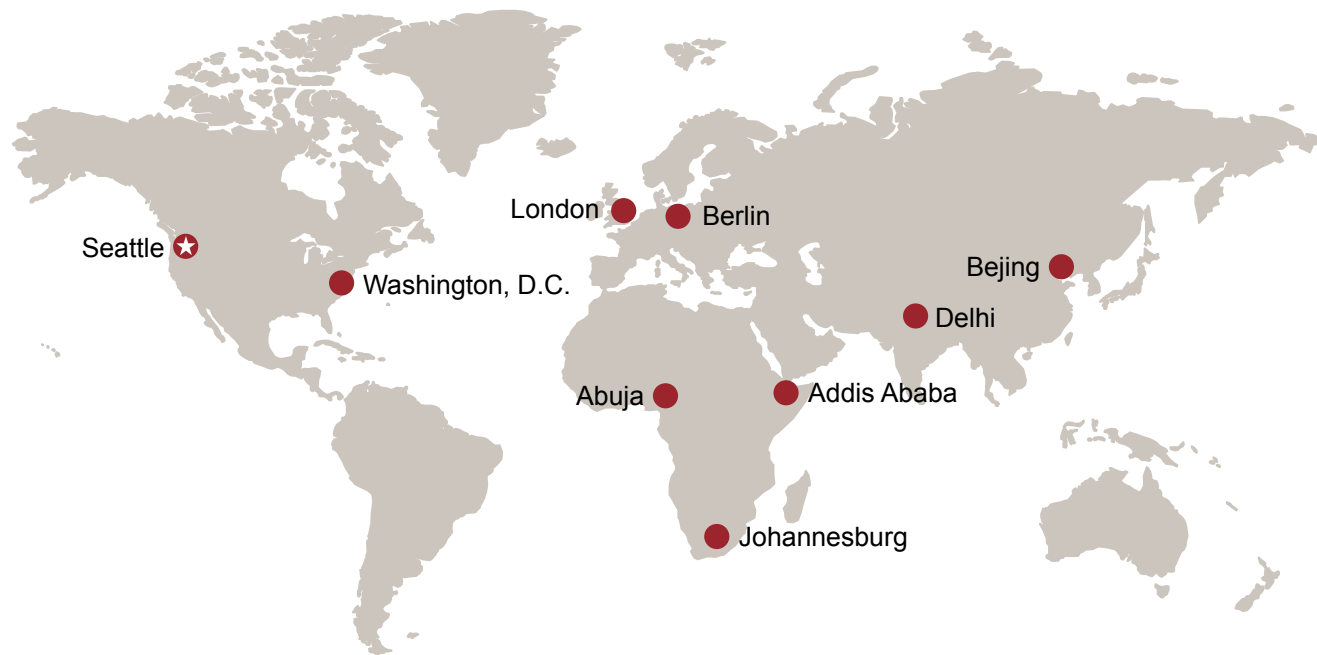 London
Berlin
Seattle
Bejing
Washington, D.C.
Delhi
Abuja
Addis Ababa
Johannesburg